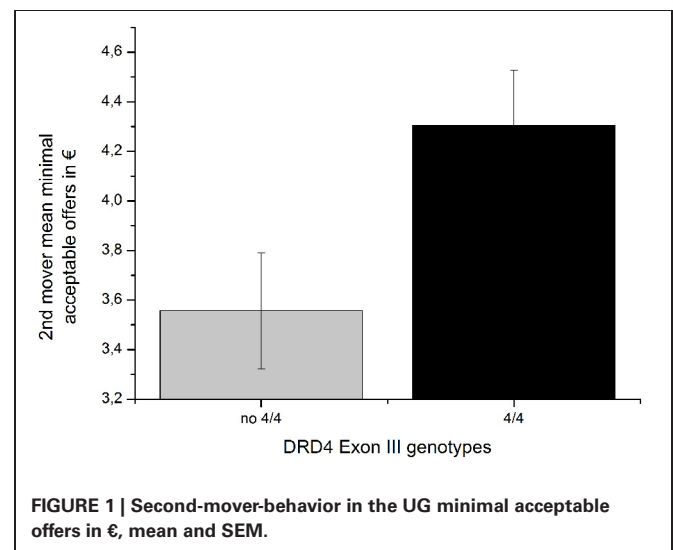 4,6
4,4
4,2
4,0
3,8
3,6
3,4
3,2
2nd mover mean minimal
acceptable offers in €
no 4/4
4/4
DRD4 Exon III genotypes
FIGURE 1 | Second-mover-behavior in the UG minimal acceptable
offers in €, mean and SEM.